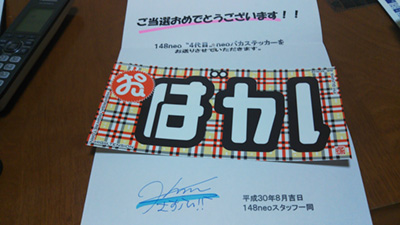 ご当選おめでとうございます！！
148neo “4代目”neoバカステッカーを
お送りさせていただきます。
ばかし
平成30年8月吉日
148neoスタッフ一同